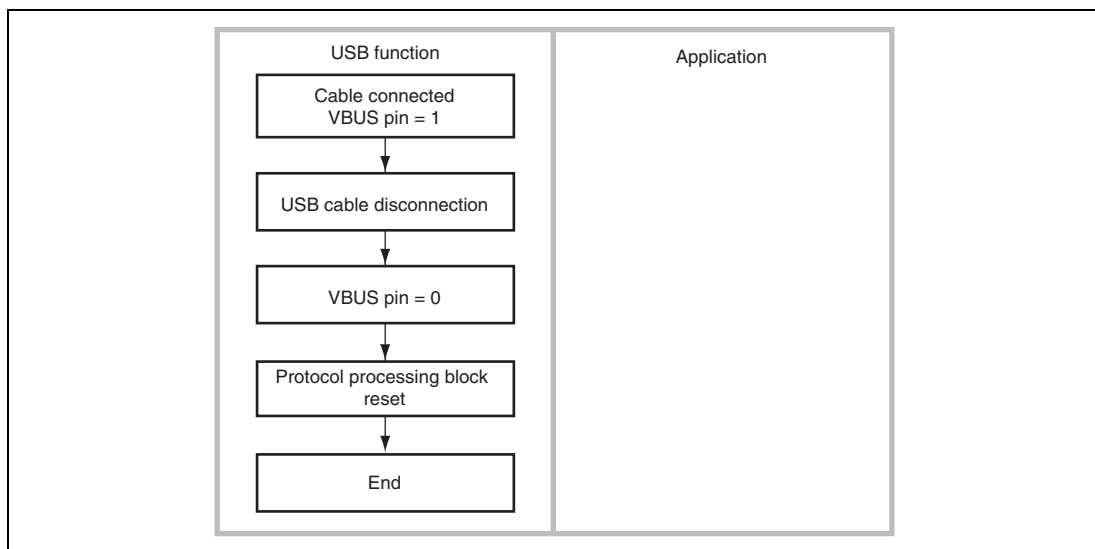 USB function
Application
Cable connected
VBUS pin = 1
USB cable disconnection
VBUS pin = 0
Protocol processing block
reset
End